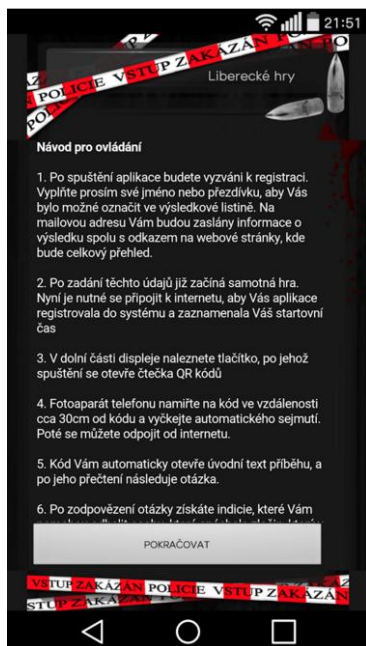 21:51
POLICIE VSTUP ZAKÁZÁN
Liberecké hry
Návod pro ovládání
1. Po spuštění aplikace budete vyzváni k registraci.
Vyplňte prosím své jméno nebo přezdívku, aby Vás
bylo možné označit ve výsledkové listině. Na
mailovou adresu Vám budou zaslány informace o
výsledku spolu s odkazem na webové stránky, kde
bude celkový přehled.
2. Po zadání těchto údajů již začíná samotná hra.
Nyní je nutné se připojit k internetu, aby Vás aplikace
registrovala do systému a zaznamenala Váš startovní
čas
3. V dolní části displeje naleznete tlačítko, po jehož
spuštění se otevře čtečka QR kódů
4. Fotoaparát telefonu namiřte na kód ve vzdálenosti
cca 30cm od kódu a vyčkejte automatického sejmutí.
Poté se můžete odpojit od internetu.
5. Kód Vám automaticky otevře úvodní text příběhu, a
po jeho přečtení následuje otázka.
6. Po zodpovězení otázky získáte indicie, které Vám
POKRAČOVAT
VSTUP ZAKÁZÁN POLICIE VSTUP ZAKÁZÁN
STUP ZAKÁZ